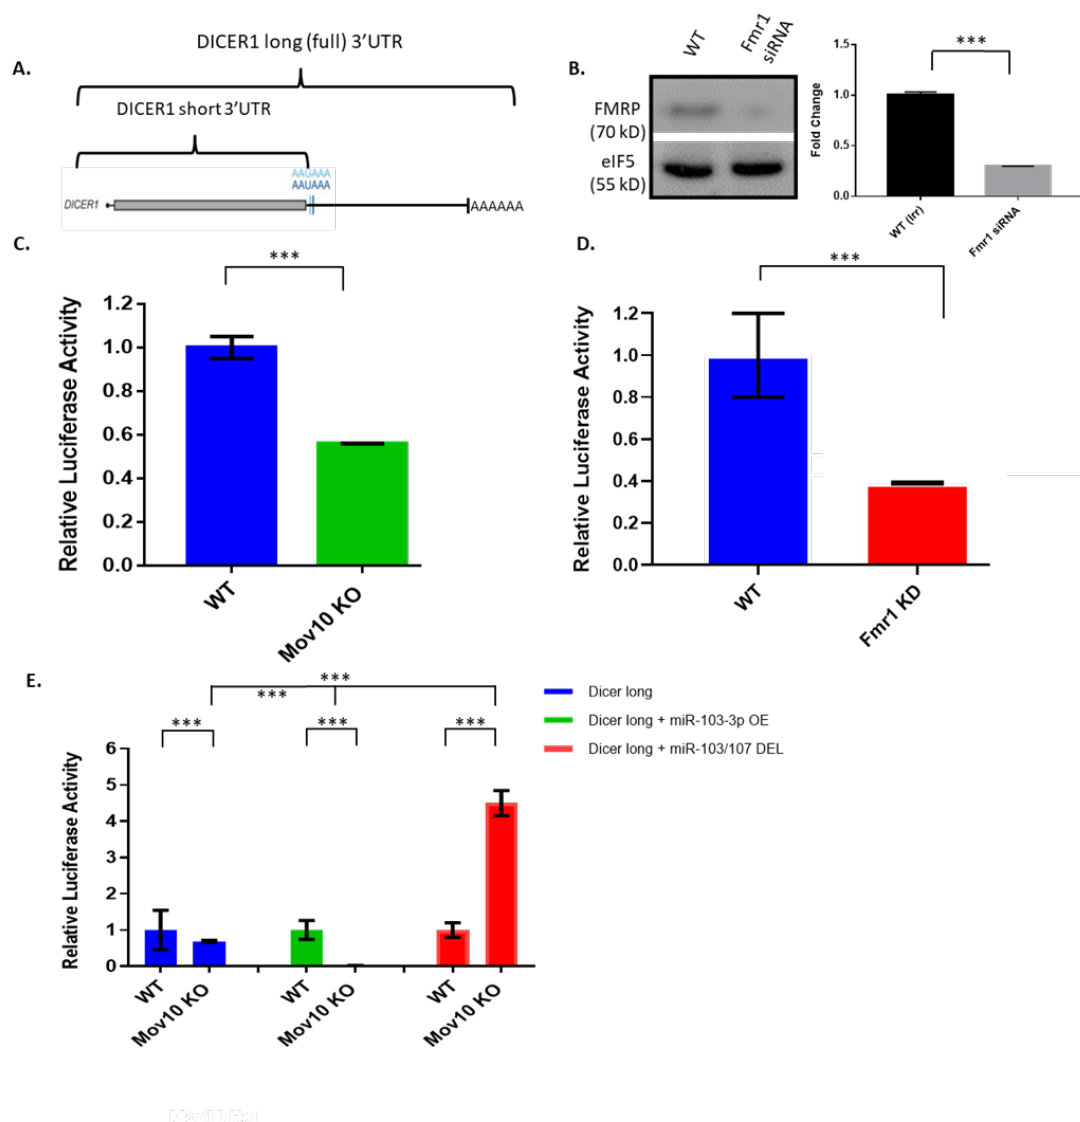 DICER1 long (full) 3'UTR
A.
DICER1 short 3'UTR
AAGAAA
AAUAAA
DICER1
AAAAAA
B.
WT
Fmr1
siRNA
FMRP
(70 kD)
eIF5
(55 kD)
***
Fold Change
1.5
1.0
0.5
0.0
WT (Irr)
Fmr1 siRNA
C.
***
Relative Luciferase Activity
1.2
1.0
0.8
0.6
0.4
0.2
0.0
WT
Mov10 KO
D.
***
Relative Luciferase Activity
1.2
1.0
0.8
0.6
0.4
0.2
0.0
WT
Fmr1 KD
E.
***
***
***
***
***
Relative Luciferase Activity
6
5
4
3
2
1
0
WT
Mov10 KO
WT
Mov10 KO
WT
Mov10 KO
Dicer long
Dicer long + miR-103-3p OE
Dicer long + miR-103/107 DEL